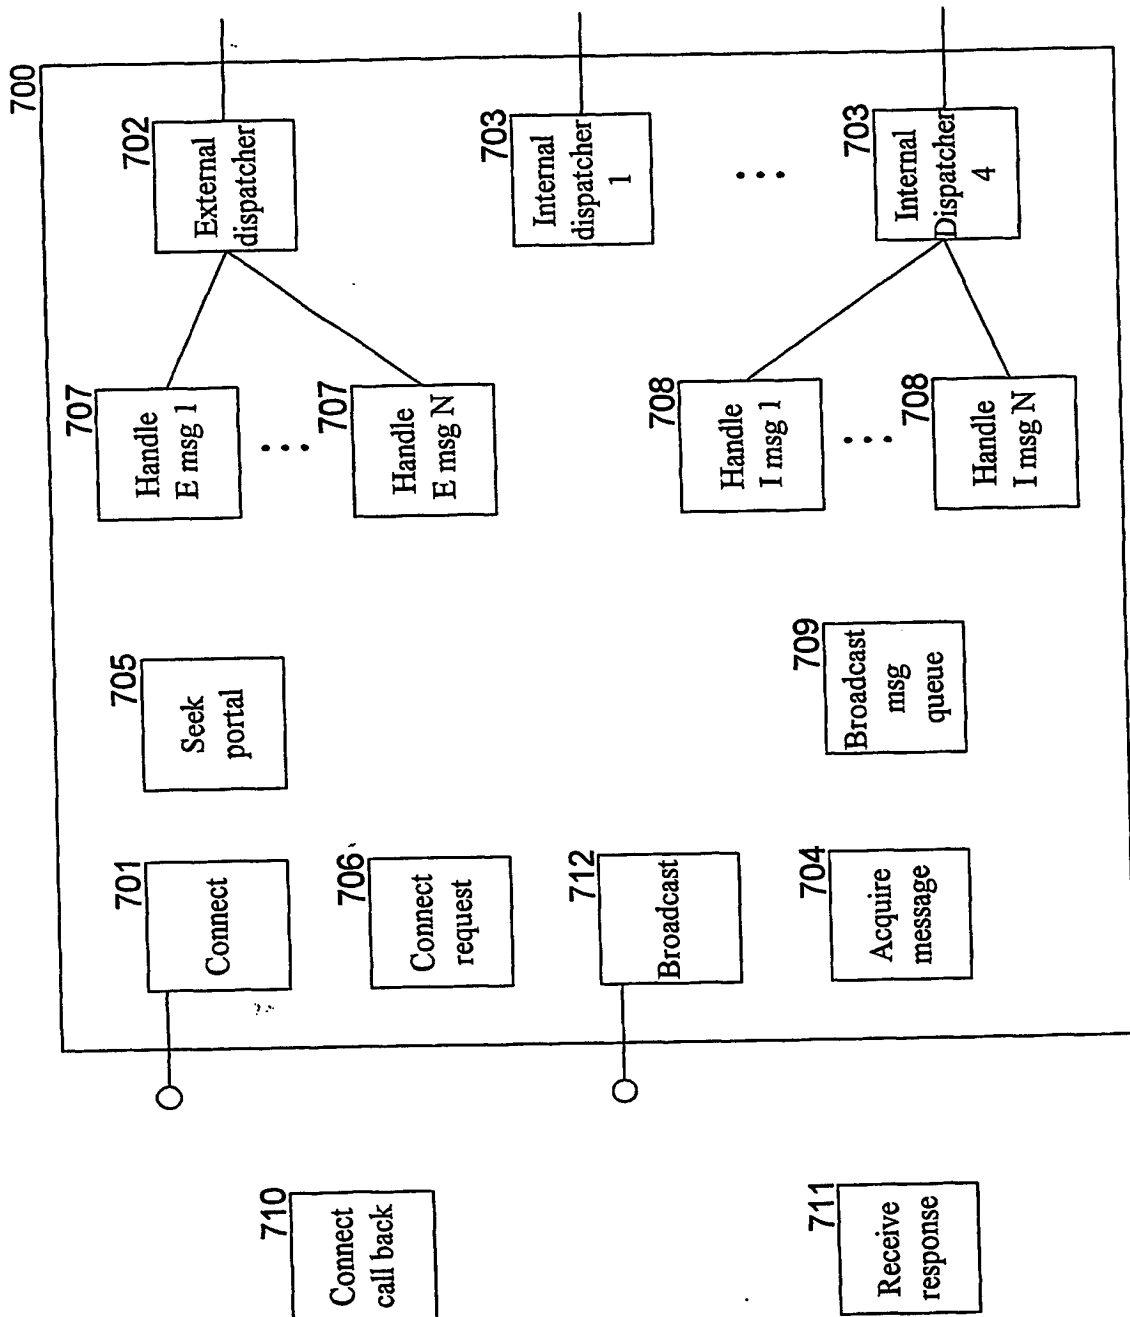 700
710
Connect
call back
711
Receive
response
701
Connect
706
Connect
request
712
Broadcast
704
Acquire
message
705
Seek
portal
709
Broadcast
msg
queue
707
Handle
E msg 1
707
Handle
E msg N
708
Handle
I msg 1
708
Handle
I msg N
702
External
dispatcher
703
Internal
dispatcher
1
703
Internal
Dispatcher
4